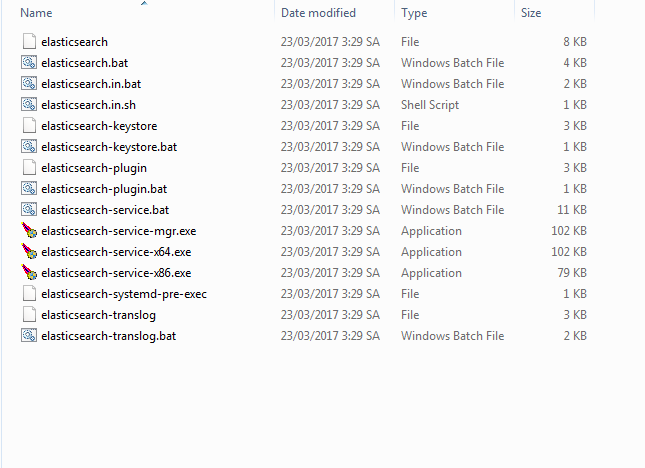 Name Date modified Type Size
elasticsearch 23/03/2017 3:29 SA File 8 KB
elasticsearch.bat 23/03/2017 3:29 SA Windows Batch File 4 KB
elasticsearch.in.bat 23/03/2017 3:29 SA Windows Batch File 2 KB
elasticsearch.in.sh 23/03/2017 3:29 SA Shell Script 1 KB
elasticsearch-keystore 23/03/2017 3:29 SA File 3 KB
elasticsearch-keystore.bat 23/03/2017 3:29 SA Windows Batch File 1 KB
elasticsearch-plugin 23/03/2017 3:29 SA File 3 KB
elasticsearch-plugin.bat 23/03/2017 3:29 SA Windows Batch File 1 KB
elasticsearch-service.bat 23/03/2017 3:29 SA Windows Batch File 11 KB
elasticsearch-service-mgr.exe 23/03/2017 3:29 SA Application 102 KB
elasticsearch-service-x64.exe 23/03/2017 3:29 SA Application 102 KB
elasticsearch-service-x86.exe 23/03/2017 3:29 SA Application 79 KB
elasticsearch-systemd-pre-exec 23/03/2017 3:29 SA File 1 KB
elasticsearch-translog 23/03/2017 3:29 SA File 3 KB
elasticsearch-translog.bat 23/03/2017 3:29 SA Windows Batch File 2 KB